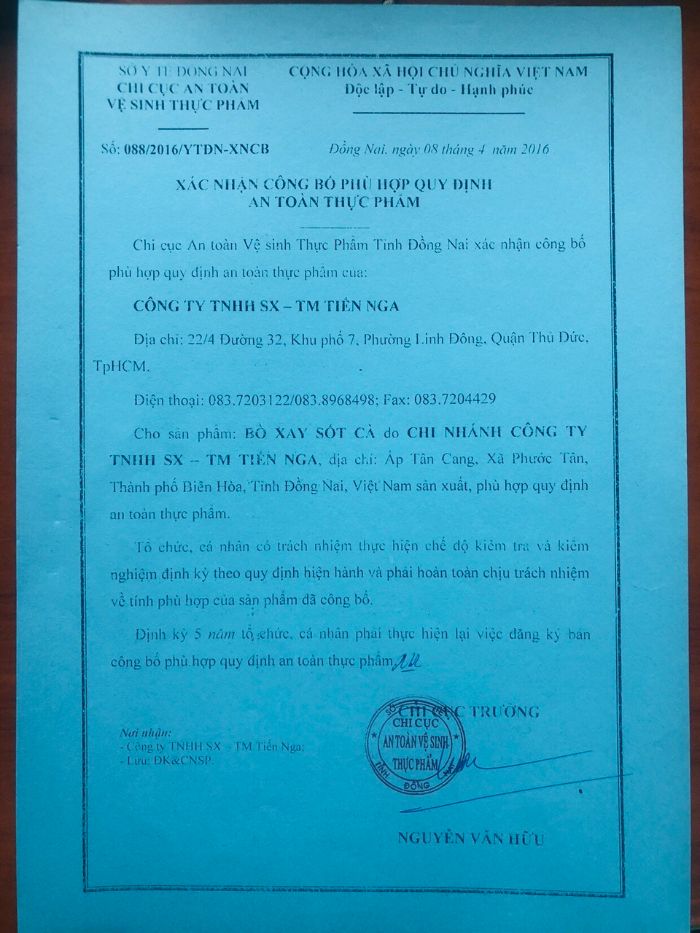 SỞ Y TẾ ĐỒNG NAI
CHI CỤC AN TOÀN
VỆ SINH THỰC PHẨM
CỘNG HÒA XÃ HỘI CHỦ NGHĨA VIỆT NAM
Độc lập - Tự do - Hạnh phúc
Số: 088/2016/YTDN-XNCB
Đồng Nai, ngày 08 tháng 4 năm 2016
XÁC NHẬN CÔNG BỐ PHÙ HỢP QUY ĐỊNH
AN TOÀN THỰC PHẨM
Chi cục An toàn Vệ sinh Thực Phẩm Tỉnh Đồng Nai xác nhận công bố
phù hợp quy định an toàn thực phẩm của:
CÔNG TY TNHH SX – TM TIẾN NGA
Địa chỉ: 22/4 Đường 32, Khu phố 7, Phường Linh Đông, Quận Thủ Đức,
TpHCM.
Điện thoại: 083.7203122/083.8968498; Fax: 083.7204429
Cho sản phẩm: BÒ XAY SỐT CÀ do CHI NHÁNH CÔNG TY
TNHH SX – TM TIẾN NGA, địa chỉ: Ấp Tân Cang, Xã Phước Tân,
Thành phố Biên Hòa, Tỉnh Đồng Nai, Việt Nam sản xuất, phù hợp quy định
an toàn thực phẩm.
Tổ chức, cá nhân có trách nhiệm thực hiện chế độ kiểm tra và kiểm
nghiệm định kỳ theo quy định hiện hành và phải hoàn toàn chịu trách nhiệm
về tính phù hợp của sản phẩm đã công bố.
Định kỳ 5 năm tổ chức, cá nhân phải thực hiện lại việc đăng ký bản
công bố phù hợp quy định an toàn thực phẩm
CHI CỤC TRƯỞNG
Nơi nhận:
- Công ty TNHH SX – TM Tiến Nga;
- Lưu: ĐK&CNSP.
CHI CỤC
AN TOÀN VỆ SINH
THỰC PHẨM
TỈNH ĐỒNG
NGUYỄN VĂN HỮU